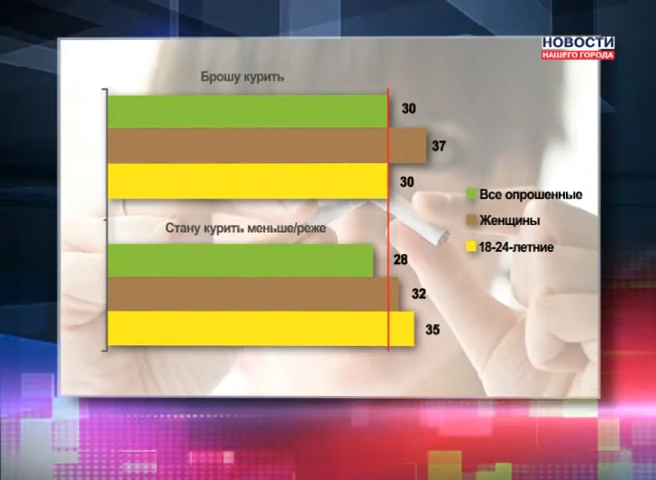 НОВОСТИ
НАШЕГО ГОРОДА
Брошу курить
30
37
30
Стану курить меньше/реже
28
32
35
Все опрошенные
Женщины
18-24-летние